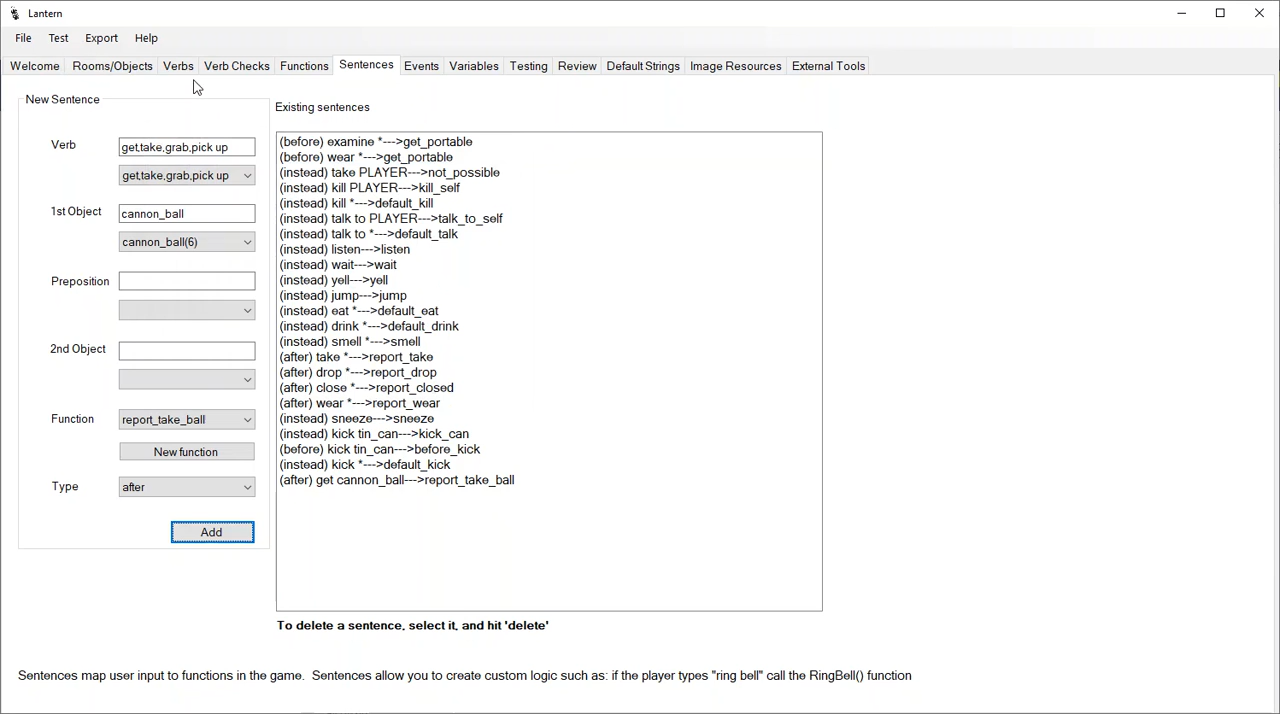 Lantern
File Test Export Help
Welcome Rooms/Objects Verbs Verb Checks Functions Sentences Events Variables Testing Review Default Strings Image Resources External Tools
New Sentence
Verb get,take,grab,pick up
get,take,grab,pick up
1st Object cannon_ball
cannon_ball(6)
Preposition
2nd Object
Function report_take_ball
New function
Type after
Add
Existing sentences
(before) examine *--->get_portable
(before) wear *--->get_portable
(instead) take PLAYER--->not_possible
(instead) kill PLAYER--->kill_self
(instead) kill *--->default_kill
(instead) talk to PLAYER--->talk_to_self
(instead) talk to *--->default_talk
(instead) listen--->listen
(instead) wait--->wait
(instead) yell--->yell
(instead) jump--->jump
(instead) eat *--->default_eat
(instead) drink *--->default_drink
(instead) smell *--->smell
(after) take *--->report_take
(after) drop *--->report_drop
(after) close *--->report_closed
(after) wear *--->report_wear
(instead) sneeze--->sneeze
(instead) kick tin_can--->kick_can
(before) kick tin_can--->before_kick
(instead) kick *--->default_kick
(after) get cannon_ball--->report_take_ball
To delete a sentence, select it, and hit 'delete'
Sentences map user input to functions in the game.  Sentences allow you to create custom logic such as: if the player types "ring bell" call the RingBell() function